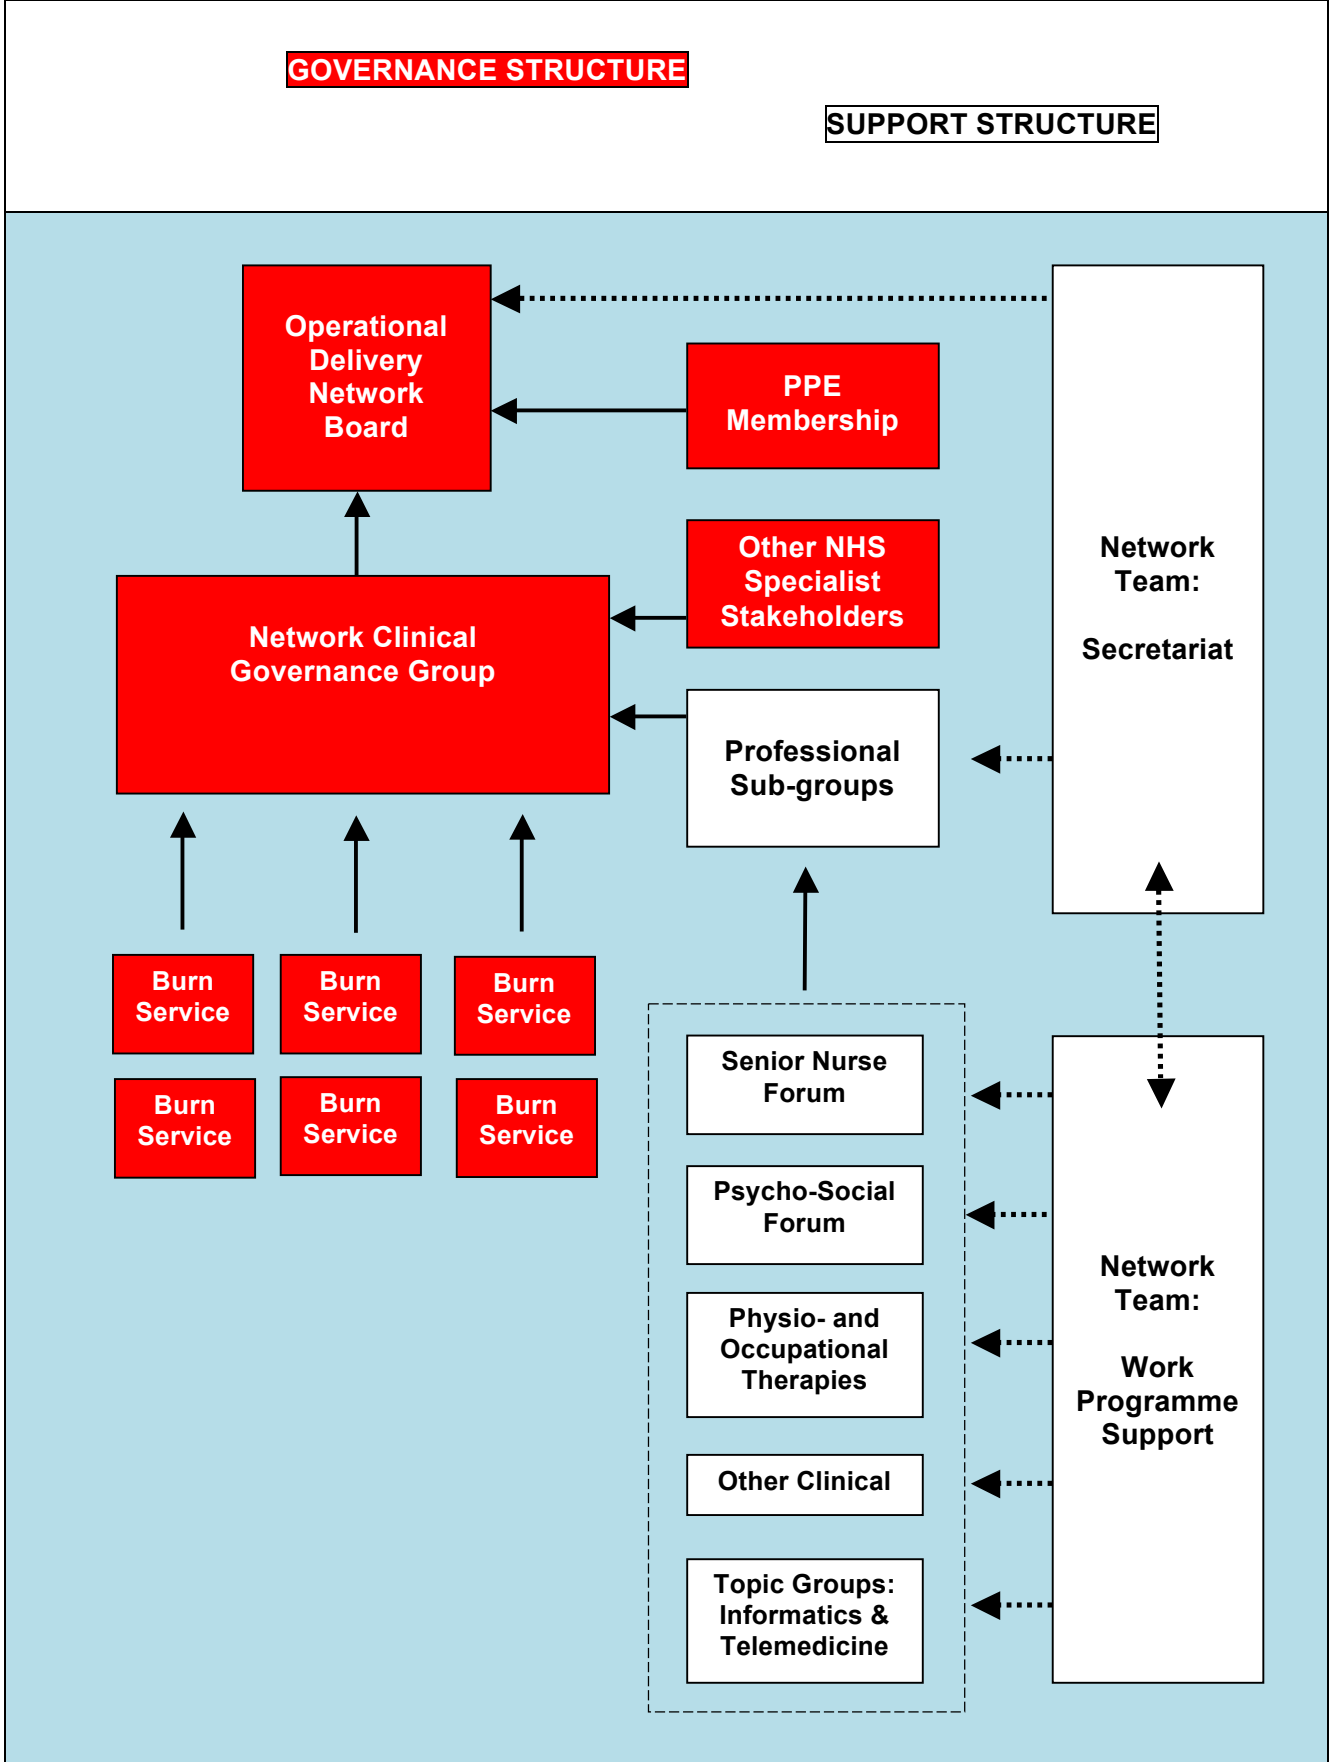 GOVERNANCE STRUCTURE
SUPPORT STRUCTURE
Operational
Delivery
Network
Board
PPE
Membership
Other NHS
Specialist
Stakeholders
Network Clinical
Governance Group
Professional
Sub-groups
Network
Team:
Secretariat
Burn
Service
Burn
Service
Burn
Service
Burn
Service
Burn
Service
Burn
Service
Senior Nurse
Forum
Psycho-Social
Forum
Physio- and
Occupational
Therapies
Other Clinical
Topic Groups:
Informatics &
Telemedicine
Network
Team:
Work
Programme
Support